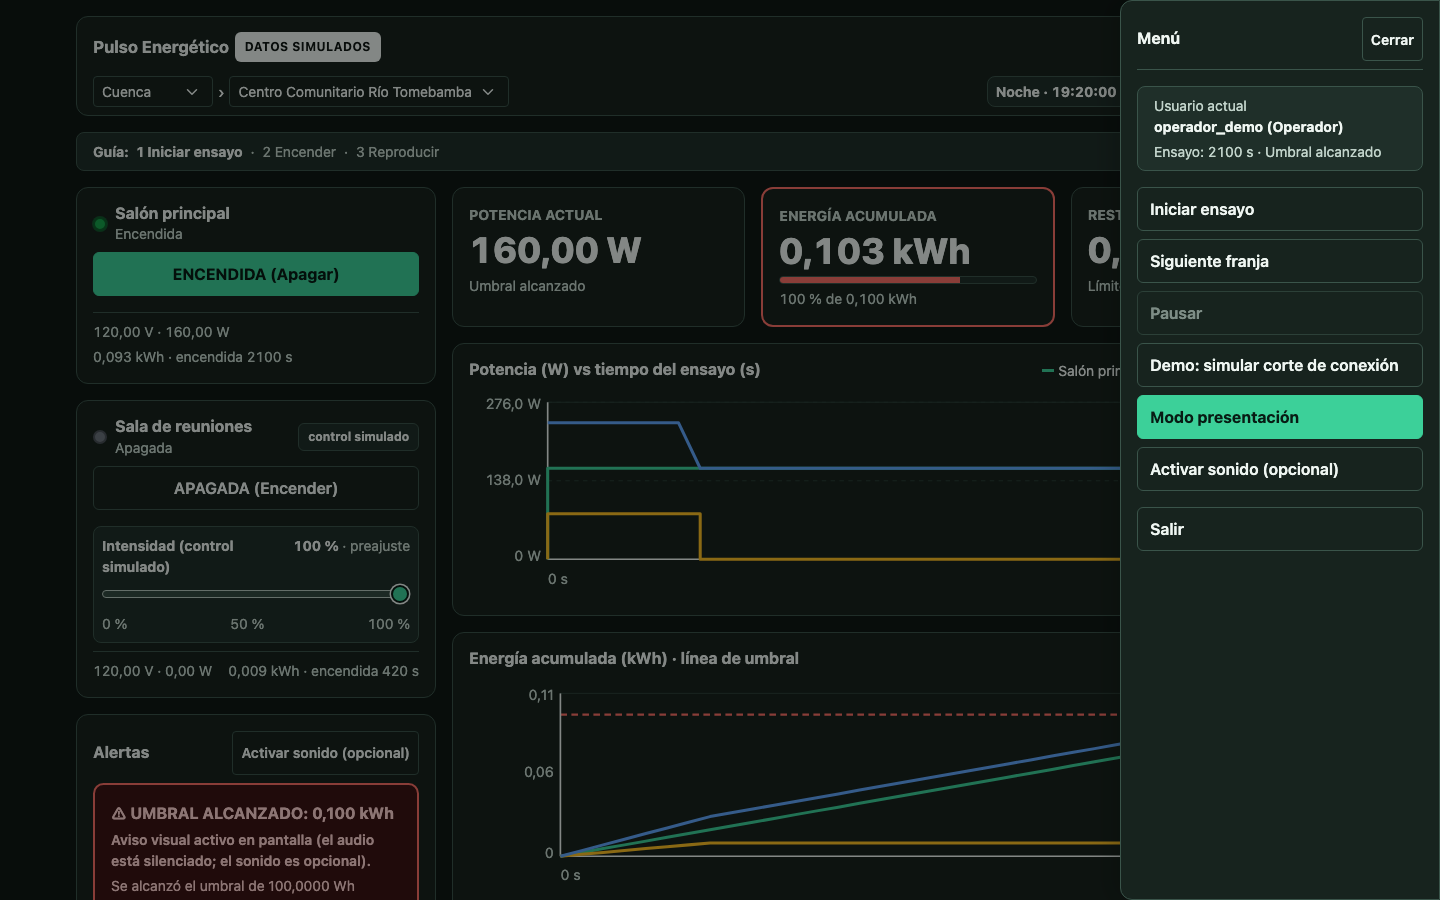 Pulso Energético
DATOS SIMULADOS
Cuenca
›
Centro Comunitario Río Tomebamba
Noche · 19:20:00
Guía: 1 Iniciar ensayo · 2 Encender · 3 Reproducir
Salón principal
Encendida
ENCENDIDA (Apagar)
120,00 V · 160,00 W
0,093 kWh · encendida 2100 s
Sala de reuniones
Apagada
control simulado
APAGADA (Encender)
Intensidad (control
simulado)
100 % · preajuste
0 %
50 %
100 %
120,00 V · 0,00 W
0,009 kWh · encendida 420 s
Alertas
Activar sonido (opcional)
⚠ UMBRAL ALCANZADO: 0,100 kWh
Aviso visual activo en pantalla (el audio
está silenciado; el sonido es opcional).
Se alcanzó el umbral de 100,0000 Wh
POTENCIA ACTUAL
160,00 W
Umbral alcanzado
ENERGÍA ACUMULADA
0,103 kWh
100 % de 0,100 kWh
REST
0,
Límit
Potencia (W) vs tiempo del ensayo (s)
Salón prin
276,0 W
138,0 W
0 W
0 s
Energía acumulada (kWh) · línea de umbral
0,11
0,06
0
0 s
Menú
Cerrar
Usuario actual
operador_demo (Operador)
Ensayo: 2100 s · Umbral alcanzado
Iniciar ensayo
Siguiente franja
Pausar
Demo: simular corte de conexión
Modo presentación
Activar sonido (opcional)
Salir